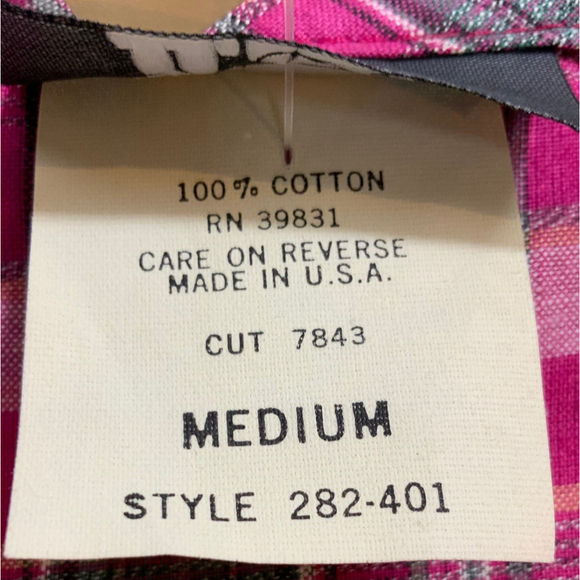 100% COTTON
RN 39831
CARE ON REVERSE
MADE IN U.S.A.
CUT 7843
MEDIUM
STYLE 282-401